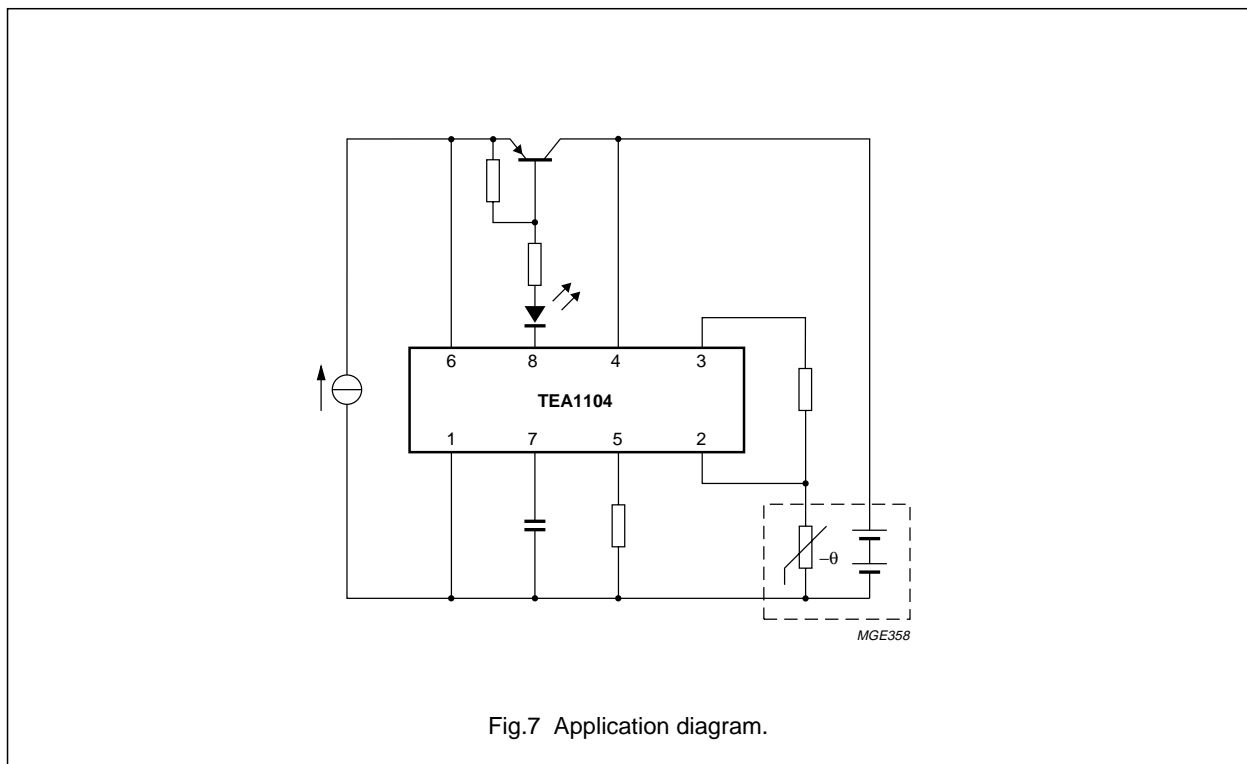 6 8 4 3
TEA1104
1 7 5 2
−θ
MGE358
Fig.7 Application diagram.